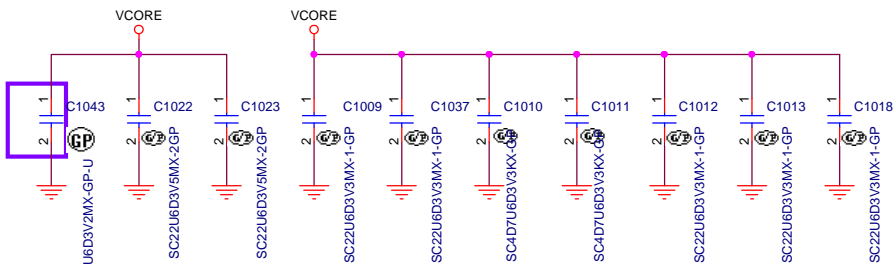 VCORE VCORE
1 1 1 1 1 1 1 1 1 1
C1043 C1022 C1023 C1009 C1037 C1010 C1011 C1012 C1013 C1018
2 2 2 2 2 2 2 2 2 2
GP G/P G/P G/P G/P G/P G/P G/P G/P G/P
U6D3V2MX-GP-U
SC22U6D3V5MX-2GP
SC22U6D3V5MX-2GP
SC22U6D3V3MX-1-GP
SC22U6D3V3MX-1-GP
SC4D7U6D3V3KX-GP
SC4D7U6D3V3KX-GP
SC22U6D3V3MX-1-GP
SC22U6D3V3MX-1-GP
SC22U6D3V3MX-1-GP